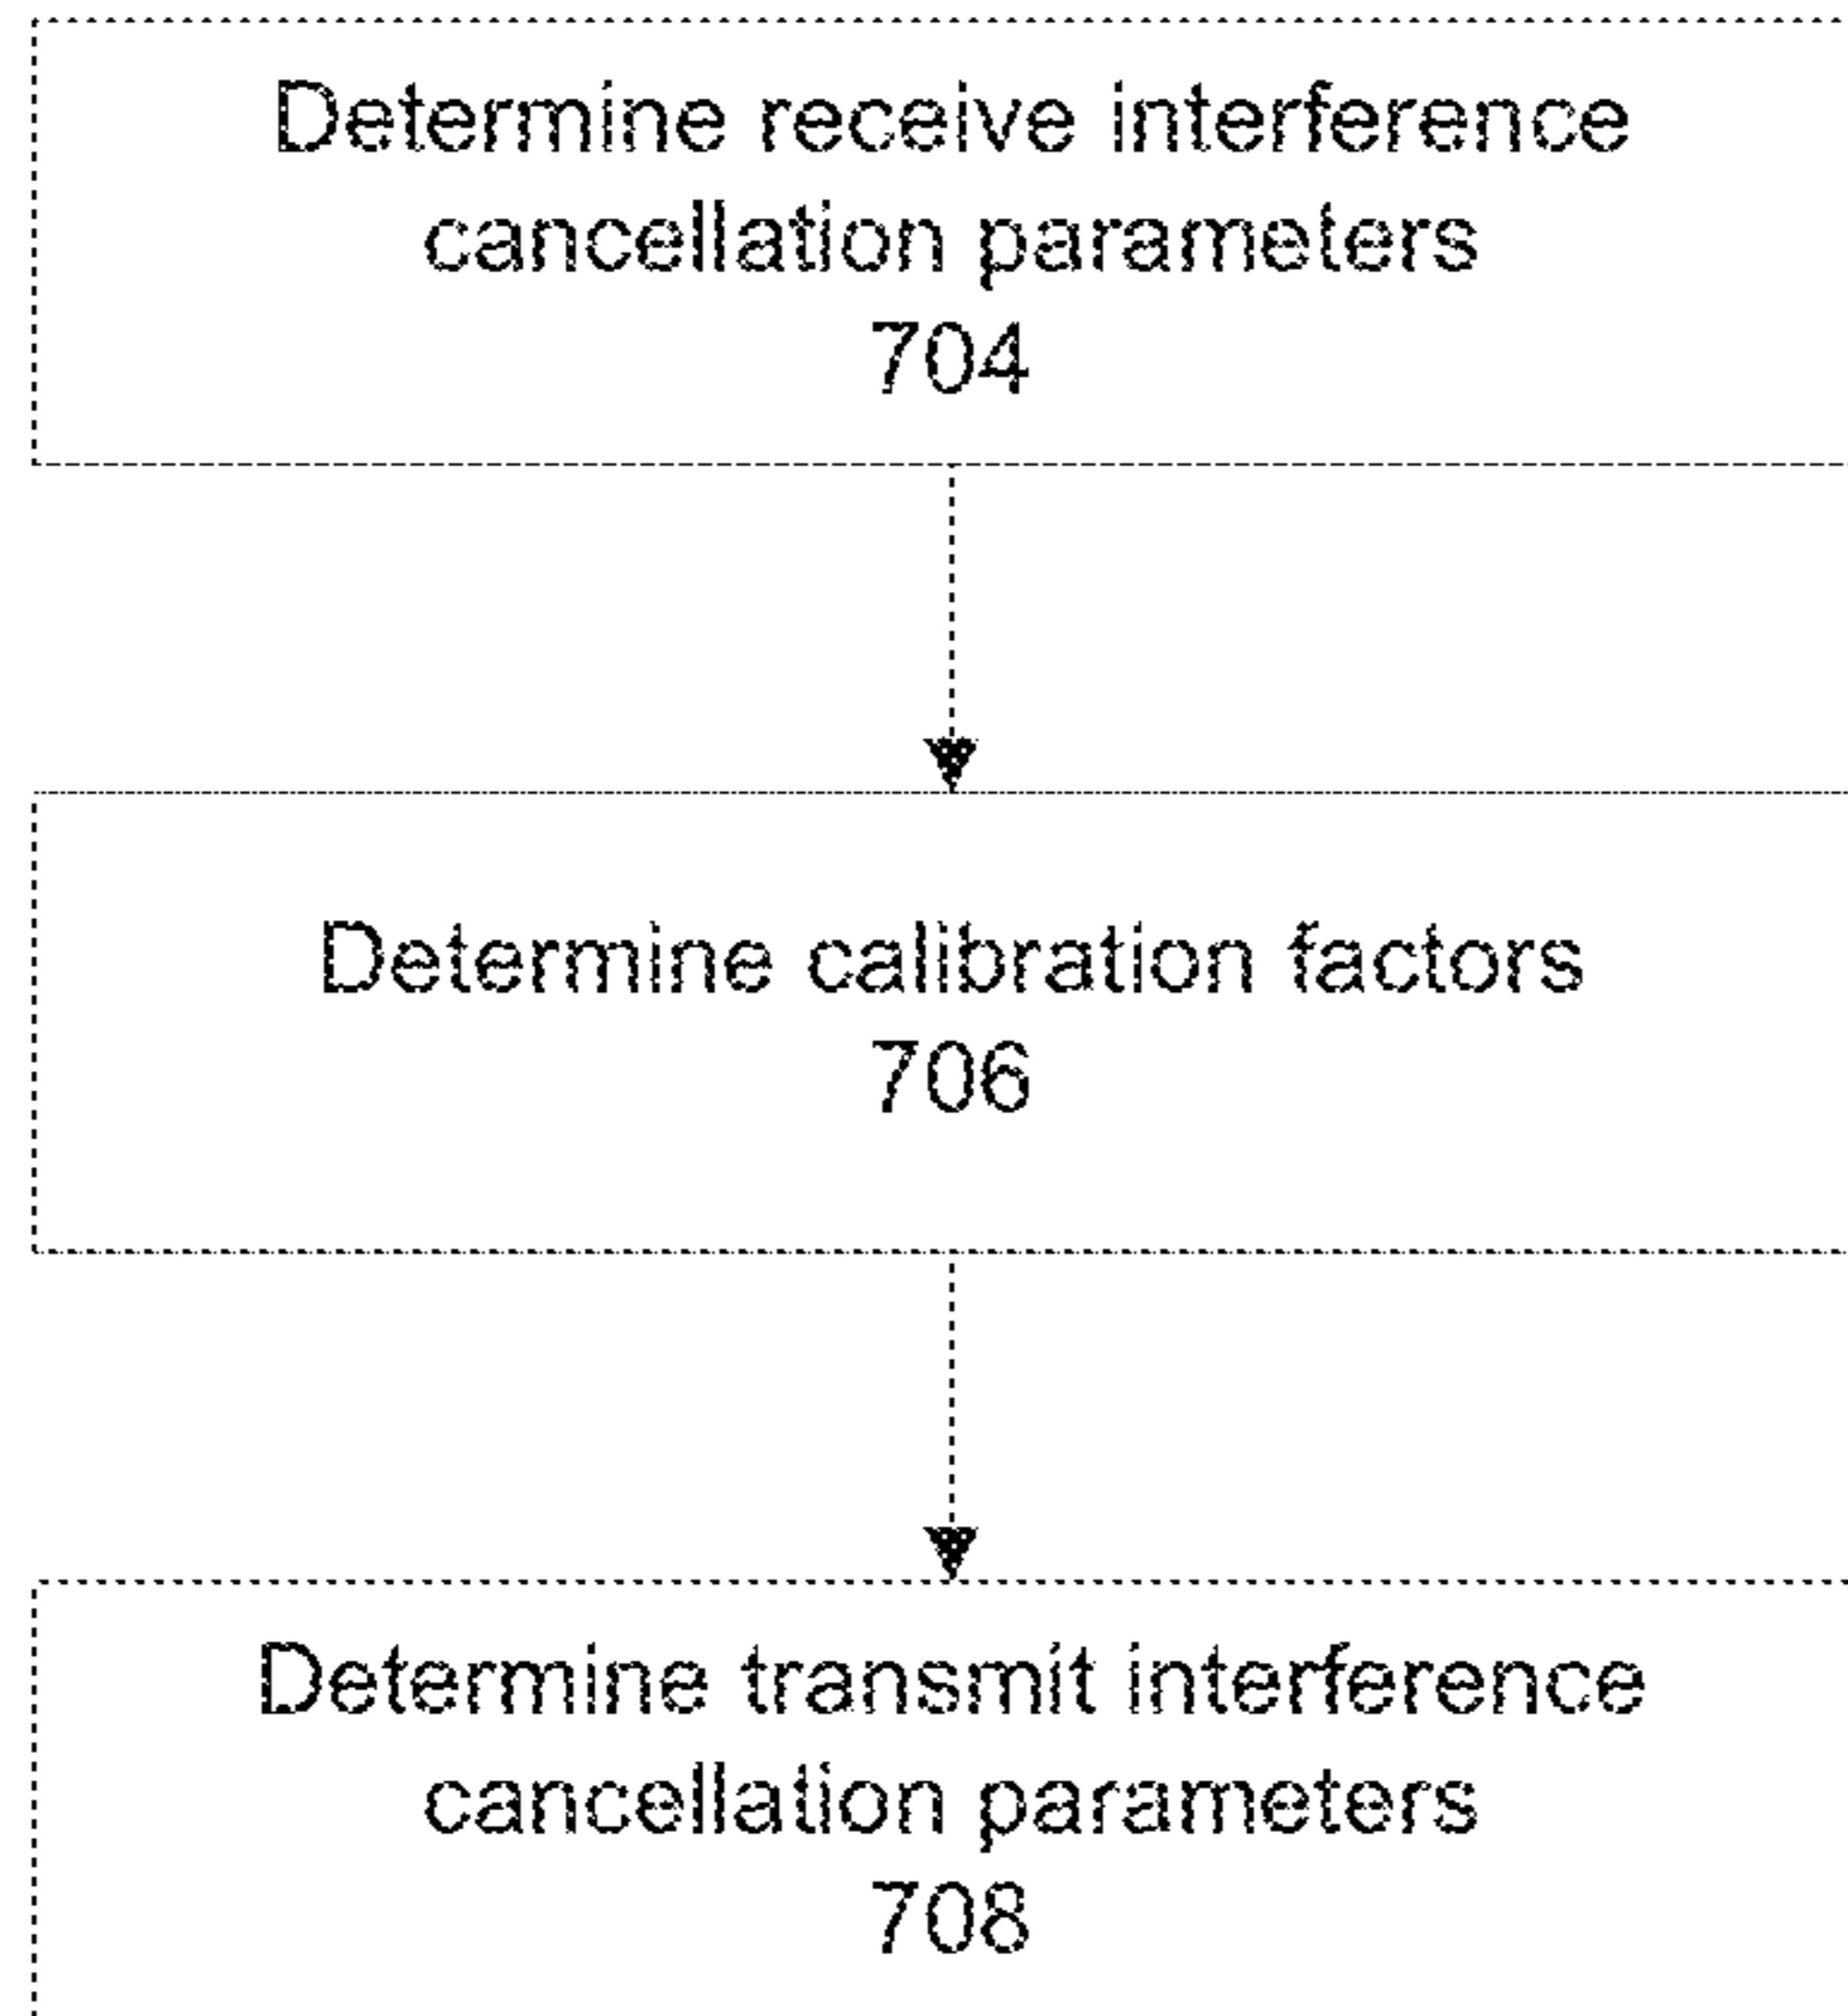 Determine receive interference
cancellation parameters
704
Determine calibration factors
706
Determine transmit interference
cancellation parameters
708